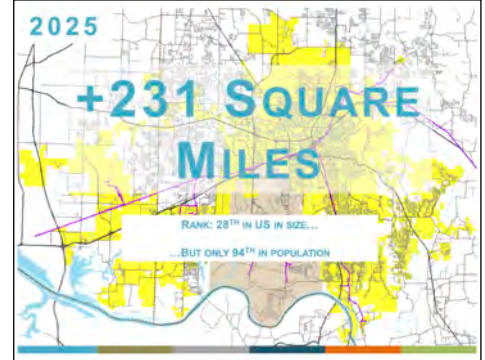 2025
+231 SQUARE
MILES
RANK: 28TH IN US IN SIZE...
...BUT ONLY 94TH IN POPULATION